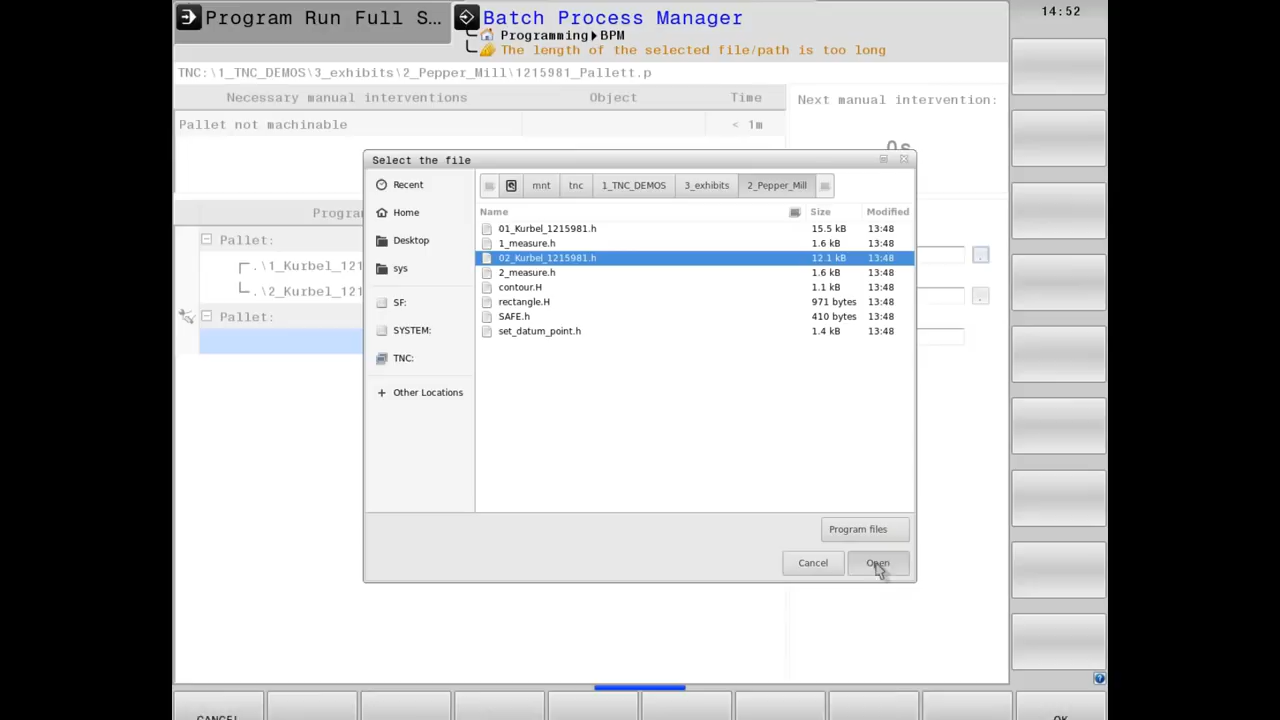 Program Run Full S...
Batch Process Manager
14:52
Programming▶BPM
The length of the selected file/path is too long
TNC:\1_TNC_DEMOS\3_exhibits\2_Pepper_Mill\1215981_Pallett.p
Necessary manual interventions Object Time
Next manual intervention:
Pallet not machinable < 1m
0s
Select the file
Recent
Home
Desktop
sys
SF:
SYSTEM:
TNC:
+ Other Locations
mnt tnc 1_TNC_DEMOS 3_exhibits 2_Pepper_Mill
Name Size Modified
01_Kurbel_1215981.h 15.5 kB 13:48
1_measure.h 1.6 kB 13:48
02_Kurbel_1215981.h 12.1 kB 13:48
2_measure.h 1.6 kB 13:48
contour.H 1.1 kB 13:48
rectangle.H 971 bytes 13:48
SAFE.h 410 bytes 13:48
set_datum_point.h 1.4 kB 13:48
Program files
Cancel Open
Progra
Pallet:
.\1_Kurbel_121
.\2_Kurbel_121
Pallet:
CANCEL
OK